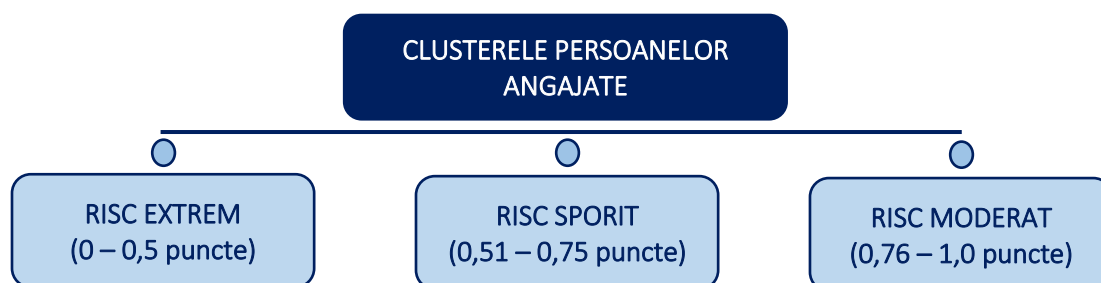 CLUSTERELE PERSOANELOR
ANGAJATE
RISC EXTREM
(0 – 0,5 puncte)
RISC SPORIT
(0,51 – 0,75 puncte)
RISC MODERAT
(0,76 – 1,0 puncte)